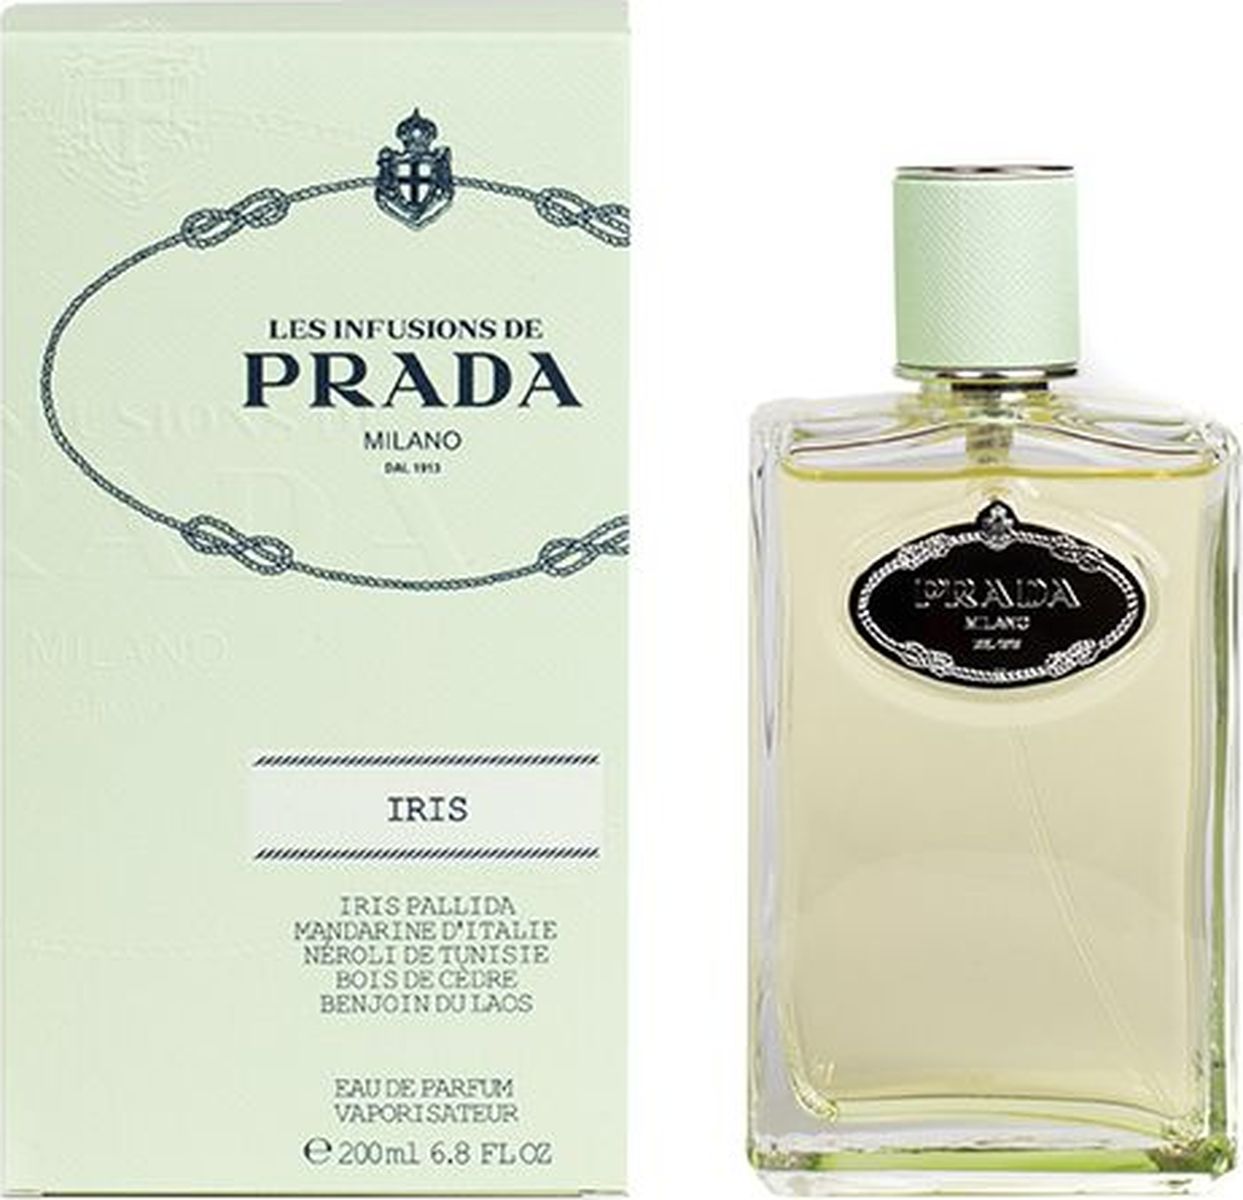 LES INFUSIONS DE
PRADA
MILANO
DAL 1913
IRIS
IRIS PALLIDA
MANDARINE D'ITALIE
NÉROLI DE TUNISIE
BOIS DE CÈDRE
BENJOIN DU LAOS
EAU DE PARFUM
VAPORISATEUR
℮ 200ml 6.8 FL OZ
MILANO
PRADA
MILANO